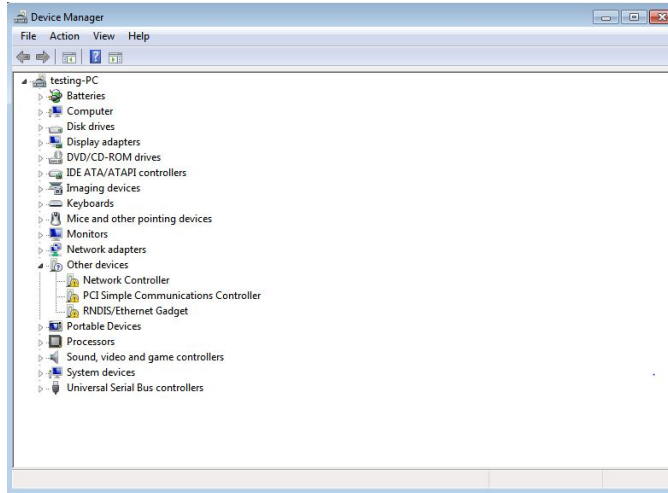 Device Manager
File Action View Help
testing-PC
Batteries
Computer
Disk drives
Display adapters
DVD/CD-ROM drives
IDE ATA/ATAPI controllers
Imaging devices
Keyboards
Mice and other pointing devices
Monitors
Network adapters
Other devices
Network Controller
PCI Simple Communications Controller
RNDIS/Ethernet Gadget
Portable Devices
Processors
Sound, video and game controllers
System devices
Universal Serial Bus controllers